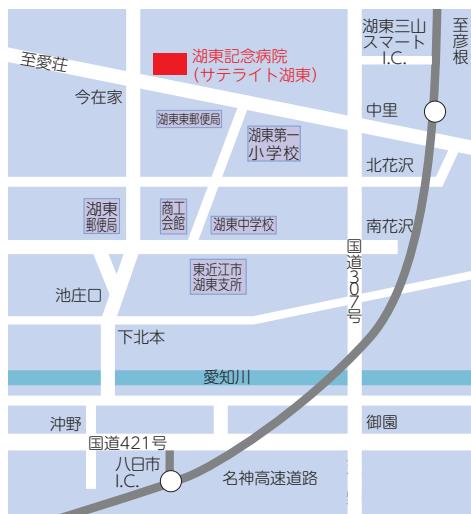 湖東三山
スマート
I.C.
至彦根
至愛荘
湖東記念病院
(サテライト湖東)
今在家
中里
湖東東郵便局
湖東第一
小学校
北花沢
湖東
郵便局
商工
会館
湖東中学校
南花沢
国道307号
東近江市
湖東支所
池庄口
下北本
愛知川
沖野
御園
国道421号
八日市
I.C.
名神高速道路